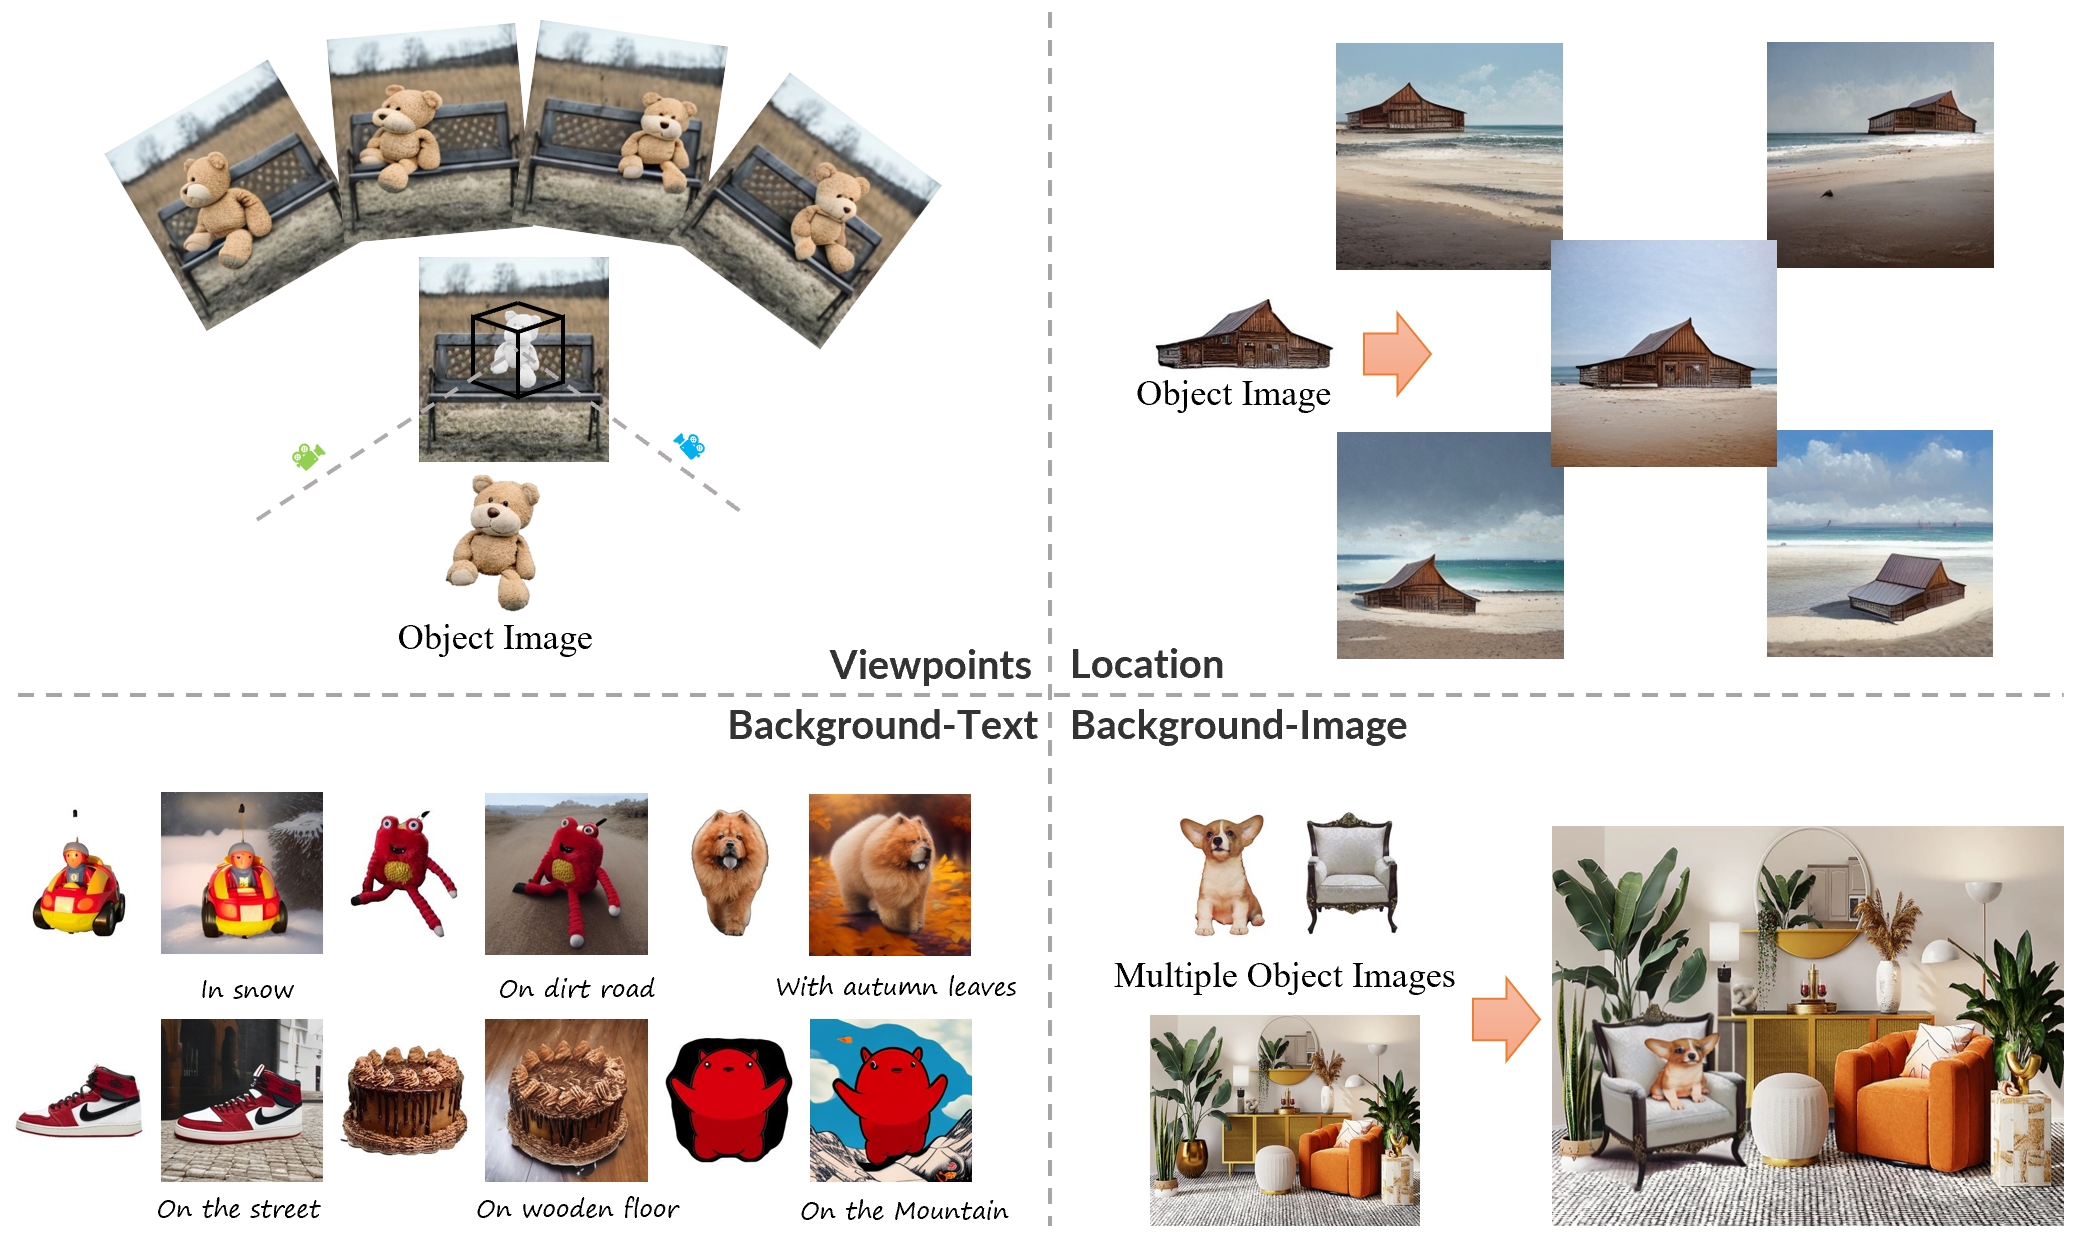 Object Image
Viewpoints
Object Image
Location
Background-Text
In snow
On dirt road
With autumn leaves
On the street
On wooden floor
On the Mountain
Background-Image
Multiple Object Images